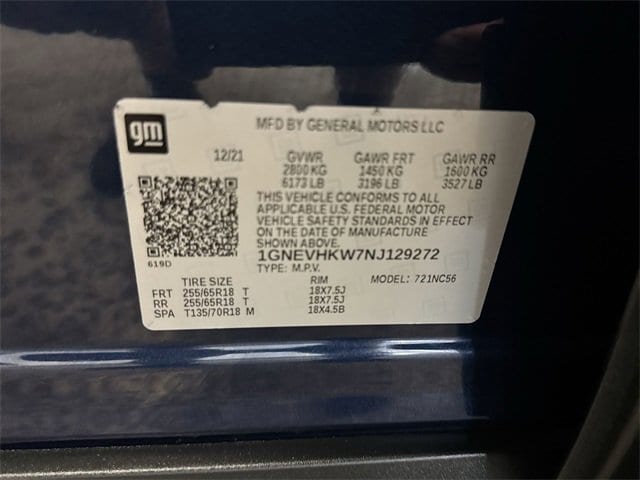 gm
MFD BY GENERAL MOTORS LLC
12/21 GVWR GAWR FRT GAWR RR
2800 KG 1450 KG 1600 KG
6173 LB 3196 LB 3527 LB
THIS VEHICLE CONFORMS TO ALL
APPLICABLE U.S. FEDERAL MOTOR
VEHICLE SAFETY STANDARDS IN EFFECT
ON THE DATE OF MANUFACTURE
SHOWN ABOVE.
619D 1GNEVHKW7NJ129272
TYPE: M.P.V. MODEL: 721NC56
TIRE SIZE RIM
FRT 255/65R18 T 18X7.5J
RR 255/65R18 T 18X7.5J
SPA T135/70R18 M 18X4.5B